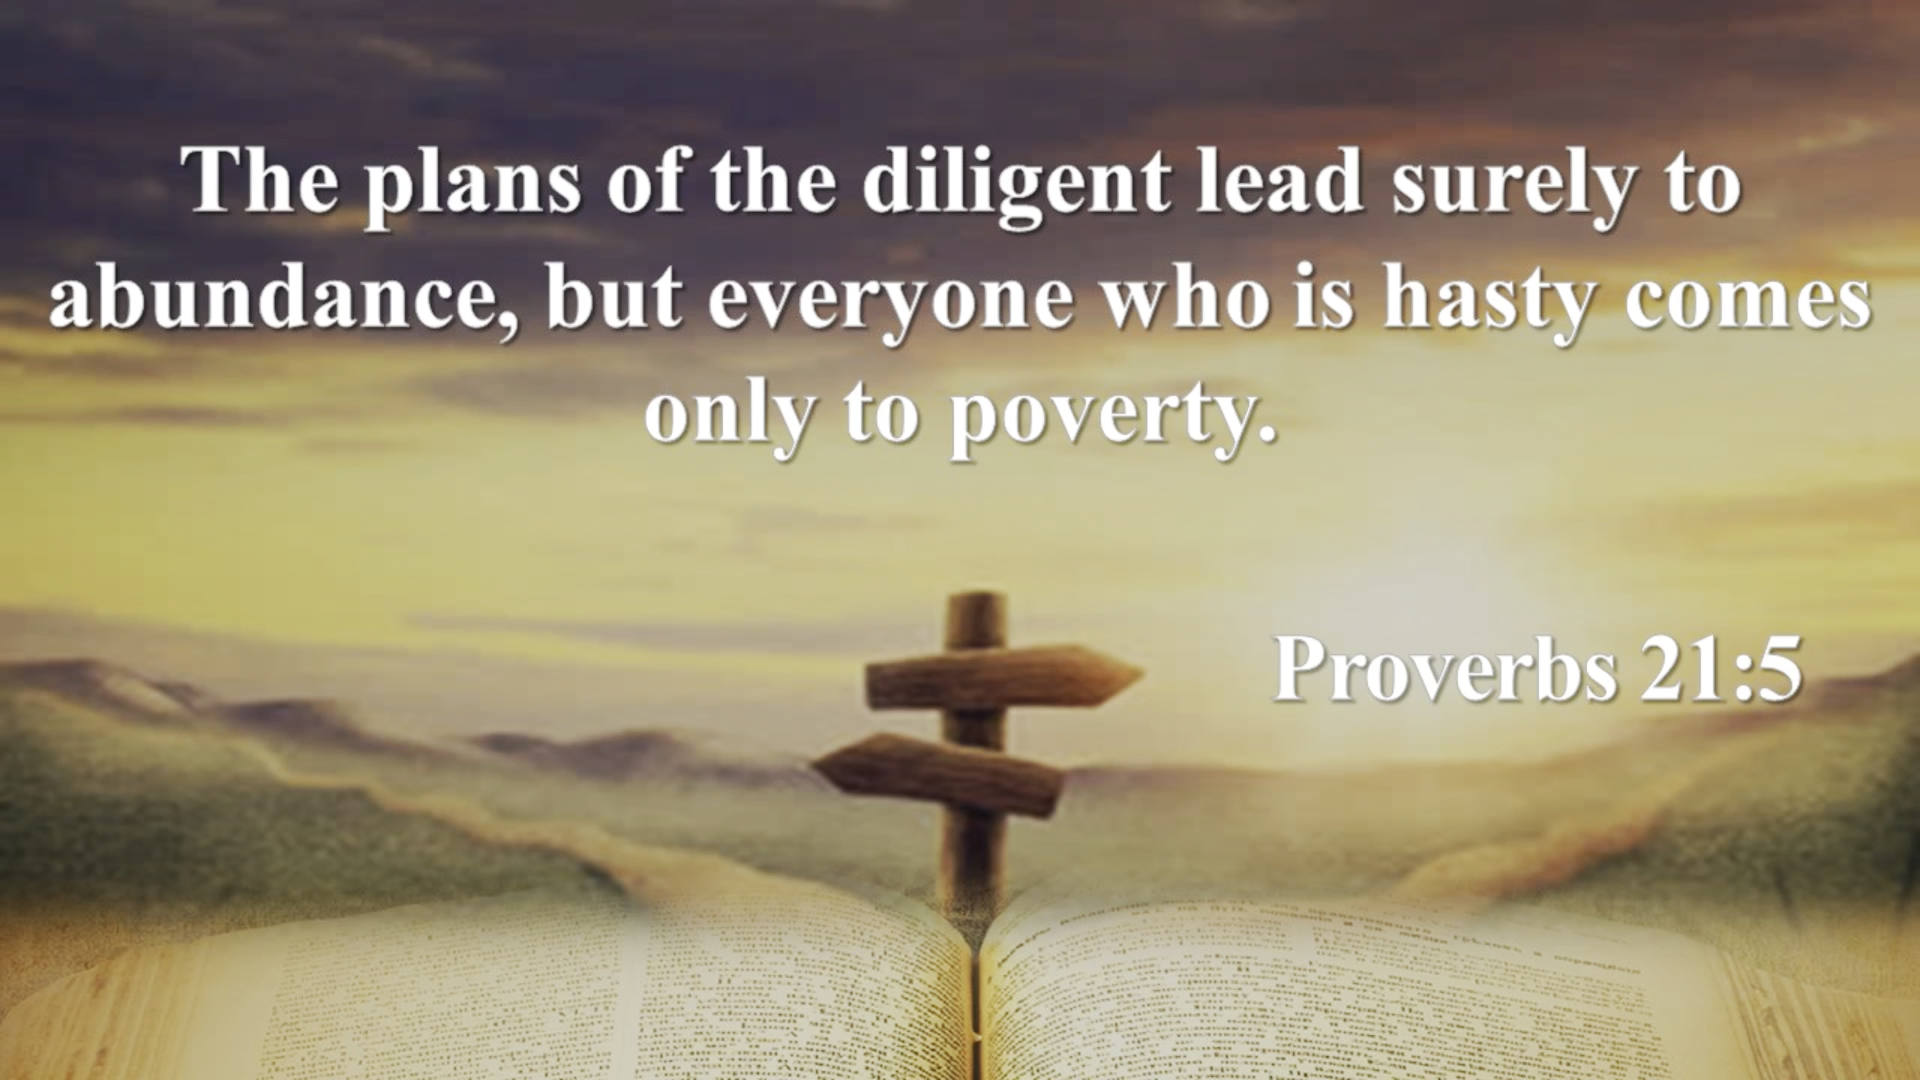 The plans of the diligent lead surely to
abundance, but everyone who is hasty comes
only to poverty.
Proverbs 21:5